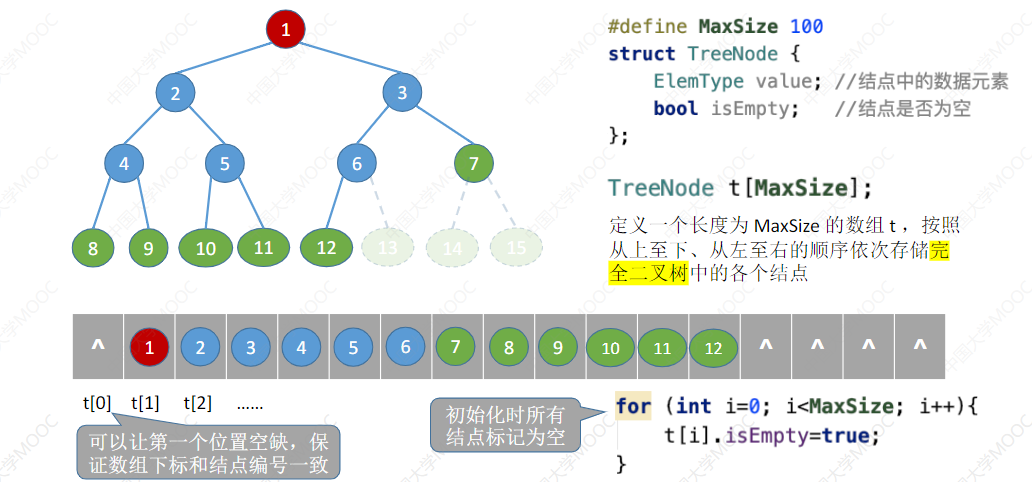 1
2
3
4
5
6
7
8
9
10
11
12
13
14
15
#define MaxSize 100
struct TreeNode {
ElemType value; //结点中的数据元素
bool isEmpty; //结点是否为空
};
TreeNode t[MaxSize];
定义一个长度为 MaxSize 的数组 t ，按照
从上至下、从左至右的顺序依次存储完
全二叉树中的各个结点
^ 1 2 3 4 5 6 7 8 9 10 11 12 ^ ^ ^ ^
t[0] t[1] t[2] ……
可以让第一个位置空缺，保
证数组下标和结点编号一致
初始化时所有
结点标记为空
for (int i=0; i<MaxSize; i++){
t[i].isEmpty=true;
}
中国大学MOOC